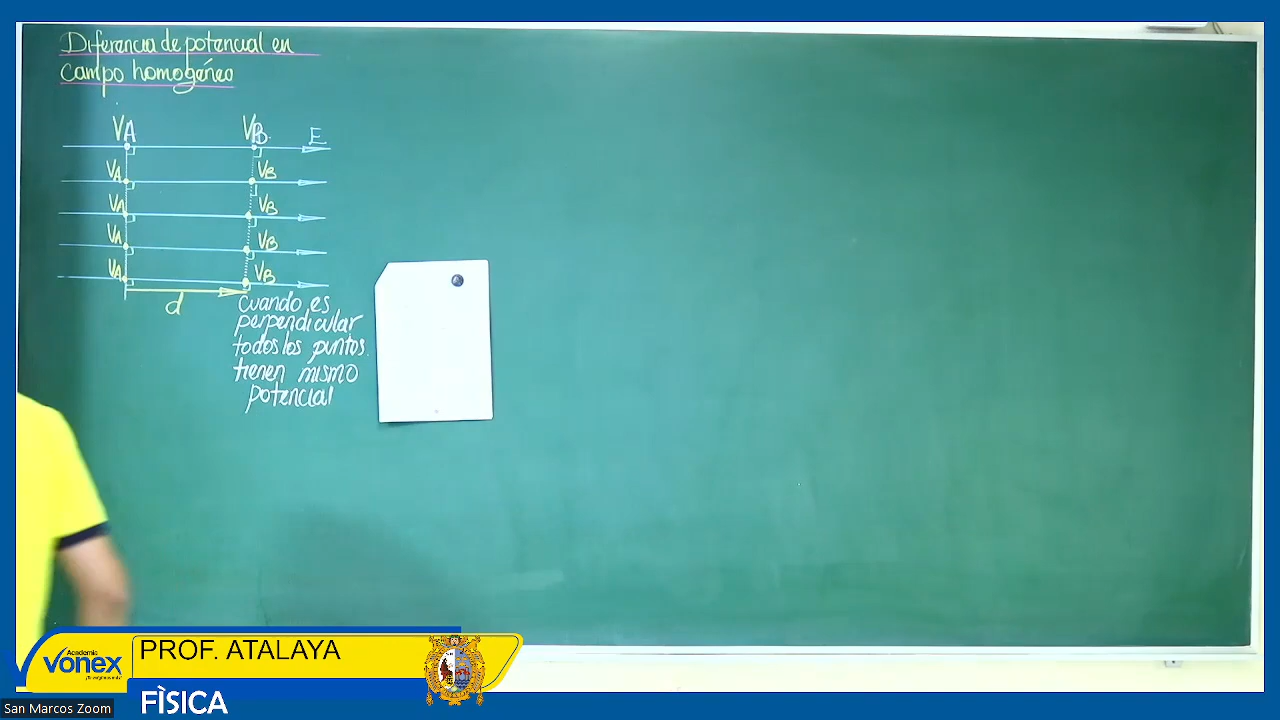 Diferencia de potencial en
campo homogéneo
VA VB E
VA VB
VA VB
VA VB
VA VB
d
cuando es
perpendicular
todos los puntos
tienen mismo
potencial
Academia
vonex
PROF. ATALAYA
FÌSICA
San Marcos Zoom